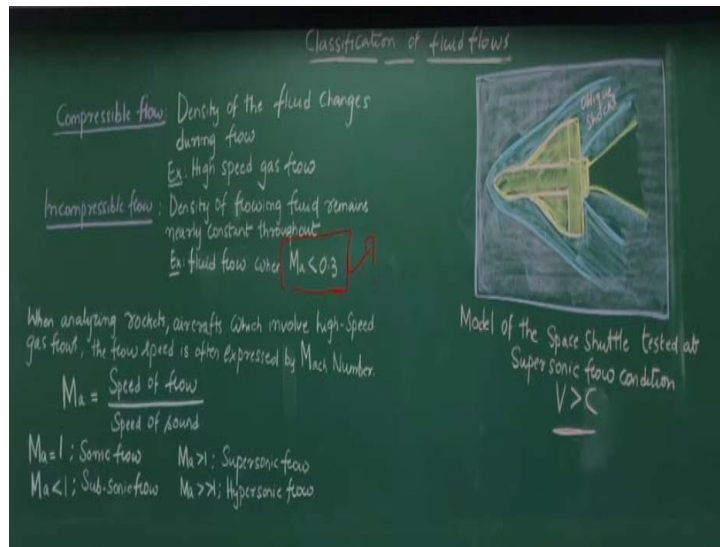 Classification of fluid flows
Compressible flow: Density of the fluid changes
during flow
Ex: High speed gas flow
Incompressible flow: Density of flowing fluid remains
nearly constant throughout
Ex: fluid flow when Ma < 0.3
When analyzing rockets, aircrafts which involve high-speed
gas flows, the flow speed is often expressed by Mach Number.
Ma = Speed of flow
Speed of sound
Ma=1; Sonic flow
Ma>1; Supersonic flow
Ma<1; Sub-sonic flow
Ma>>1; Hypersonic flow
Oblique
Shock
Model of the Space Shuttle tested at
Supersonic flow condition
V>C